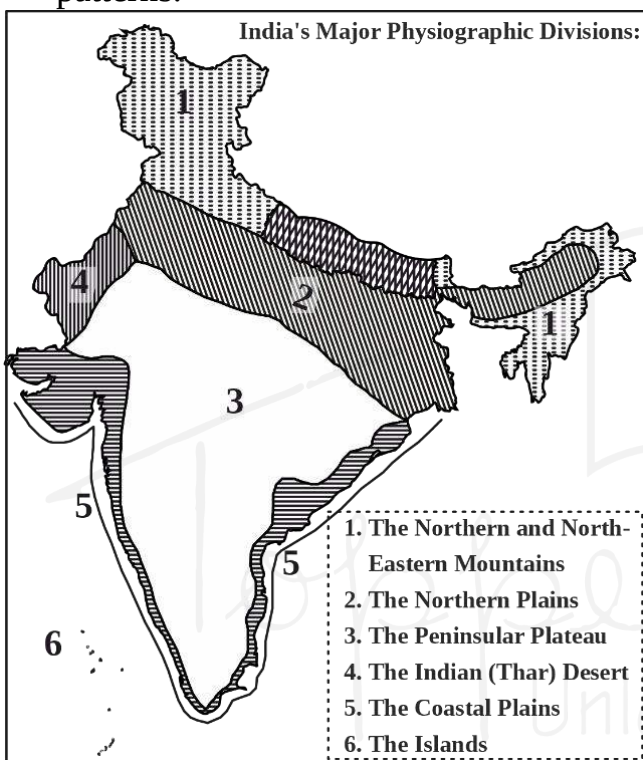 patterns.
India's Major Physiographic Divisions:
1
4
2
1
3
5
5
6
1. The Northern and North-
Eastern Mountains
2. The Northern Plains
3. The Peninsular Plateau
4. The Indian (Thar) Desert
5. The Coastal Plains
6. The Islands